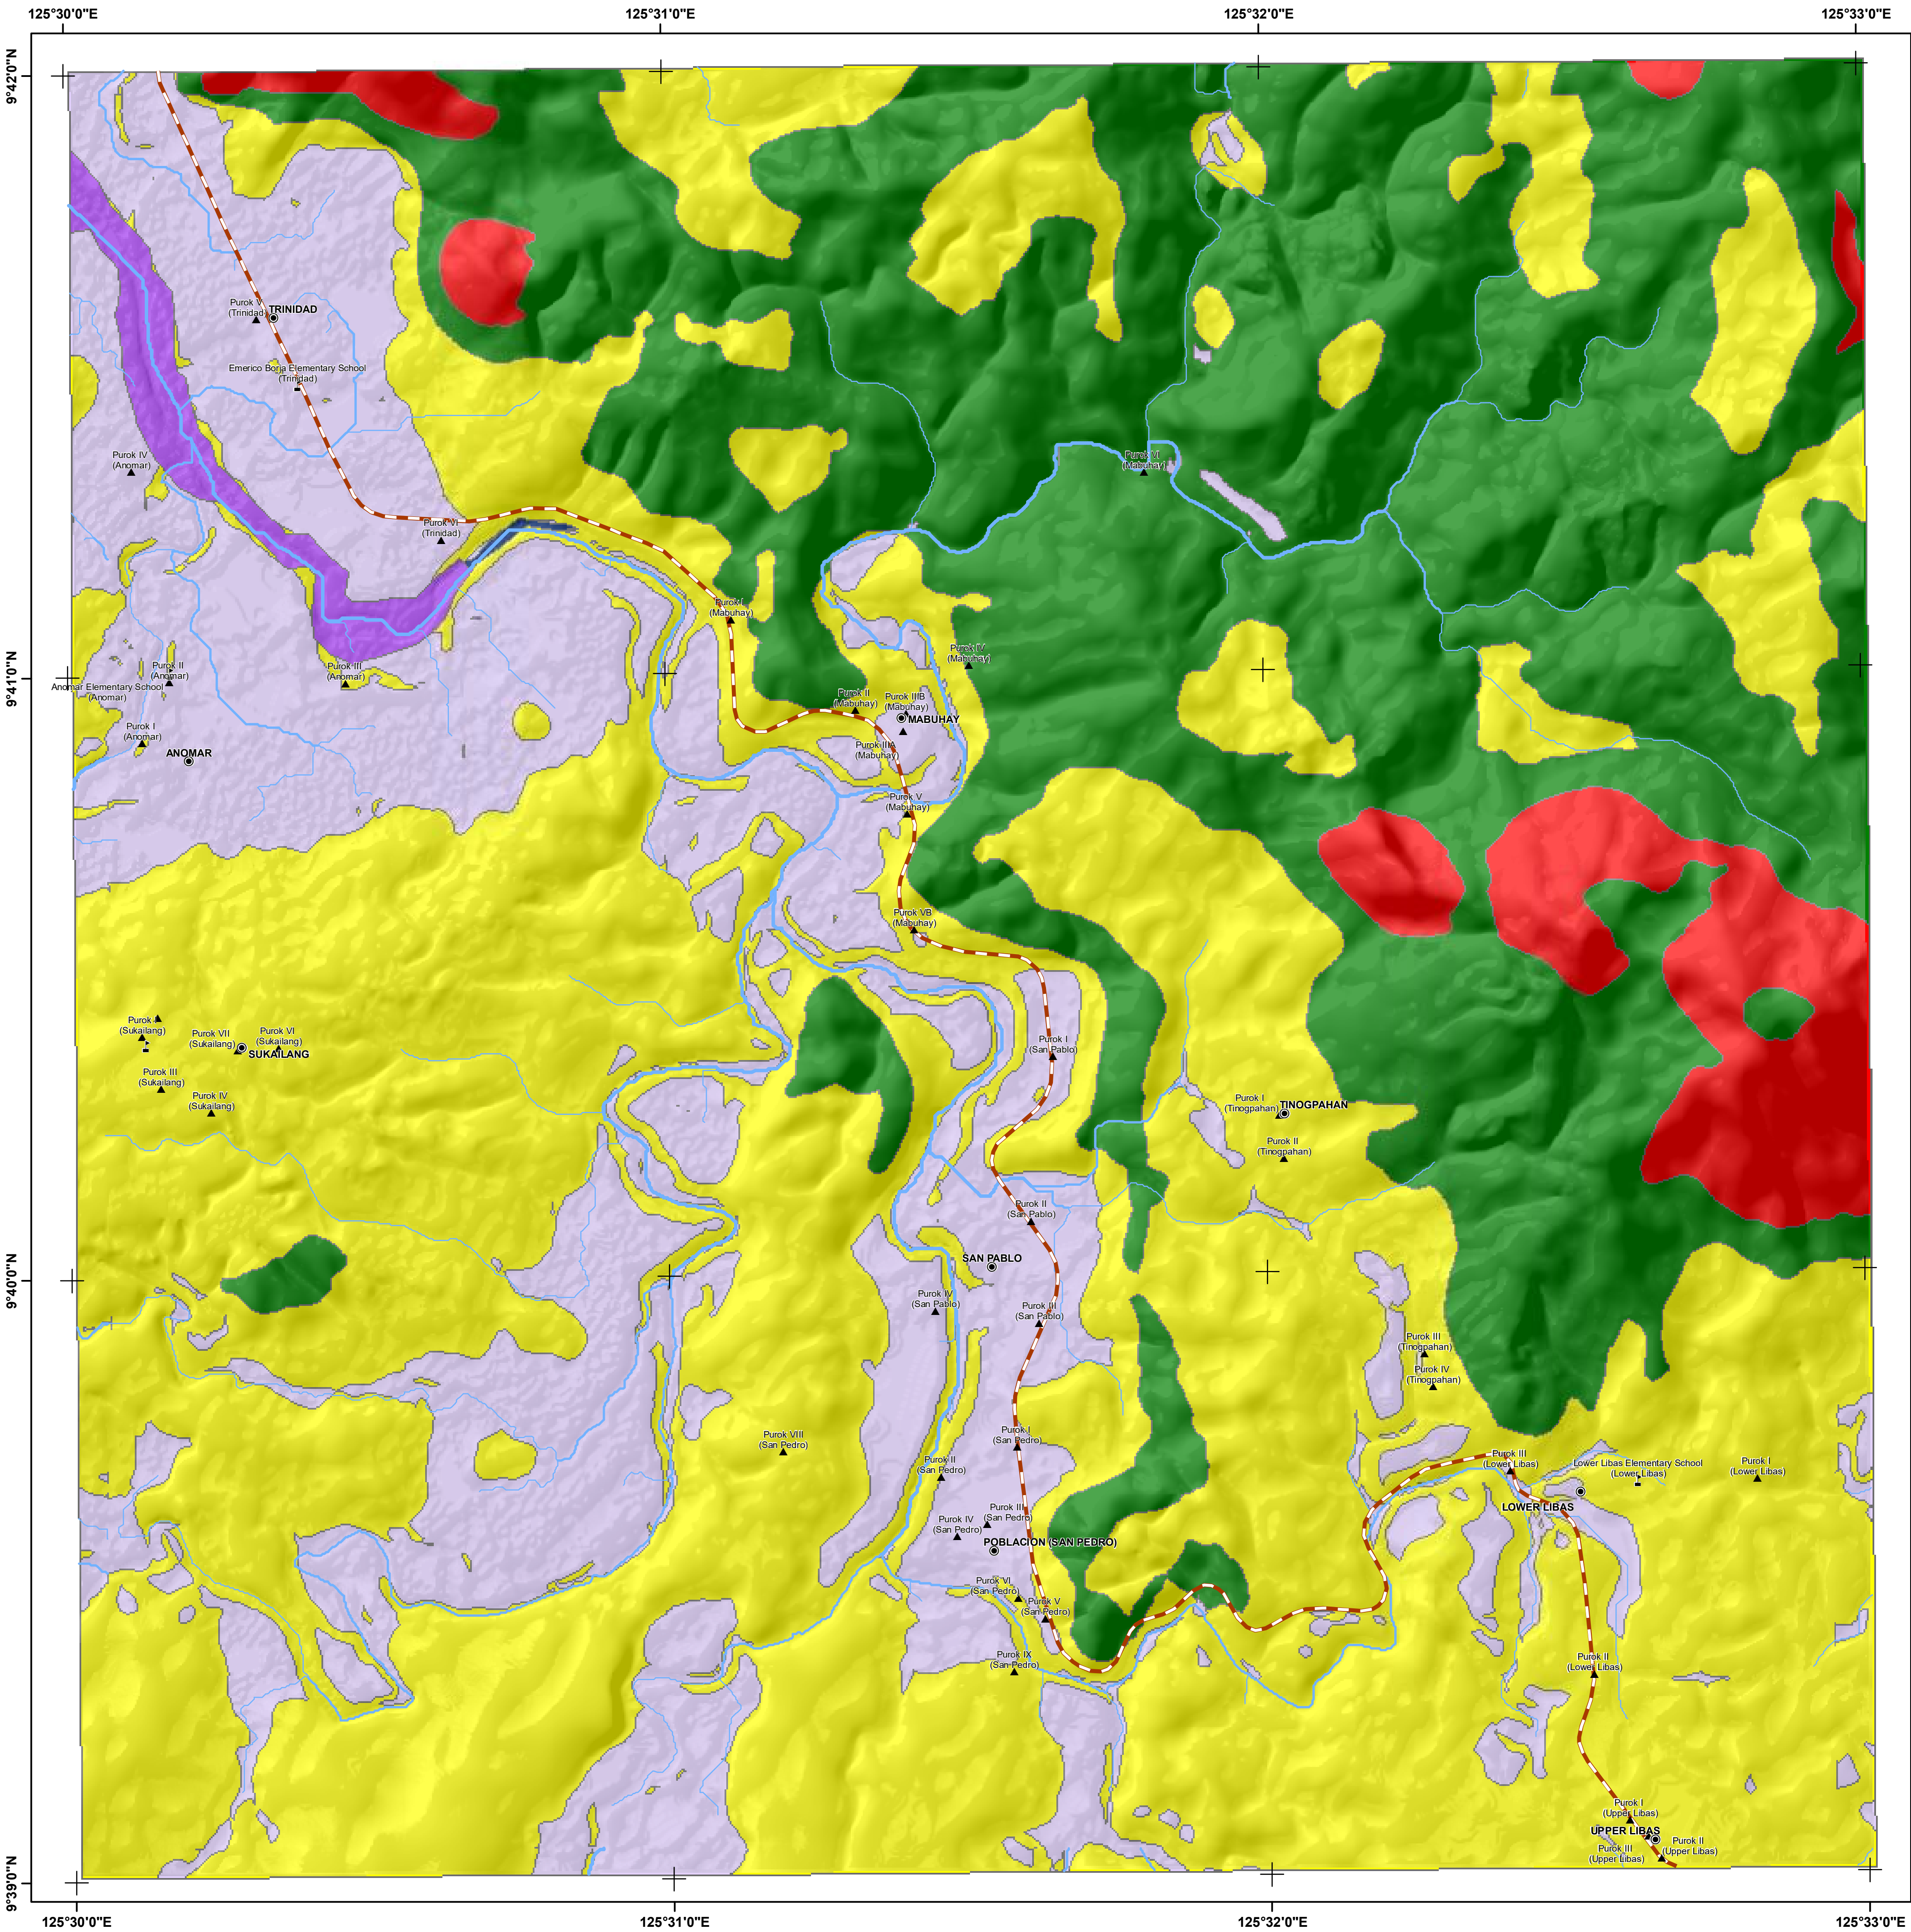 125°30'0"E
125°31'0"E
125°32'0"E
125°33'0"E
9°42'0"N
9°41'0"N
9°40'0"N
9°39'0"N
Purok V
(Trinidad)
TRINIDAD
Emerico Borja Elementary School
(Trinidad)
Purok IV
(Anomar)
Purok VI
(Mabuhay)
Purok VI
(Trinidad)
Purok I
(Mabuhay)
Purok IV
(Mabuhay)
Purok II
(Anomar)
Anomar Elementary School
(Anomar)
Purok III
(Anomar)
Purok II
(Mabuhay)
Purok IIIB
(Mabuhay)
MABUHAY
Purok I
(Anomar)
ANOMAR
Purok IIIA
(Mabuhay)
Purok V
(Mabuhay)
Purok VB
(Mabuhay)
Purok
(Sukailang)
Purok VII
(Sukailang)
Purok VI
(Sukailang)
SUKAILANG
Purok I
(San Pablo)
Purok III
(Sukailang)
Purok IV
(Sukailang)
Purok I
(Tinogpahan)
TINOGPAHAN
Purok II
(Tinogpahan)
Purok II
(San Pablo)
SAN PABLO
Purok IV
(San Pablo)
Purok III
(San Pablo)
Purok III
(Tinogpahan)
Purok IV
(Tinogpahan)
Purok VIII
(San Pedro)
Purok I
(San Pedro)
Purok II
(San Pedro)
Purok III
(Lower Libas)
Lower Libas Elementary School
(Lower Libas)
Purok I
(Lower Libas)
LOWER LIBAS
Purok III
(San Pedro)
Purok IV
(San Pedro)
POBLACION (SAN PEDRO)
Purok VI
(San Pedro)
Purok V
(San Pedro)
Purok IX
(San Pedro)
Purok II
(Lower Libas)
Purok I
(Upper Libas)
UPPER LIBAS
Purok III
(Upper Libas)
Purok II
(Upper Libas)
125°30'0"E
125°31'0"E
125°32'0"E
125°33'0"E